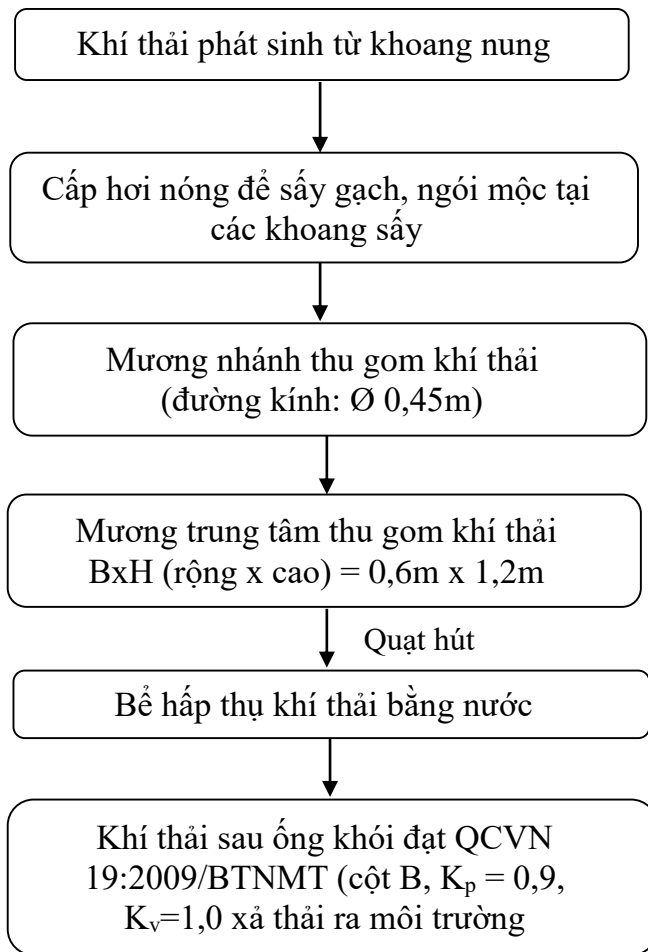 Khí thải phát sinh từ khoang nung
Cấp hơi nóng để sấy gạch, ngói mộc tại
các khoang sấy
Mương nhánh thu gom khí thải
(đường kính: Ø 0,45m)
Mương trung tâm thu gom khí thải
BxH (rộng x cao) = 0,6m x 1,2m
Quạt hút
Bể hấp thụ khí thải bằng nước
Khí thải sau ống khói đạt QCVN
19:2009/BTNMT (cột B, Kp = 0,9,
Kv=1,0 xả thải ra môi trường